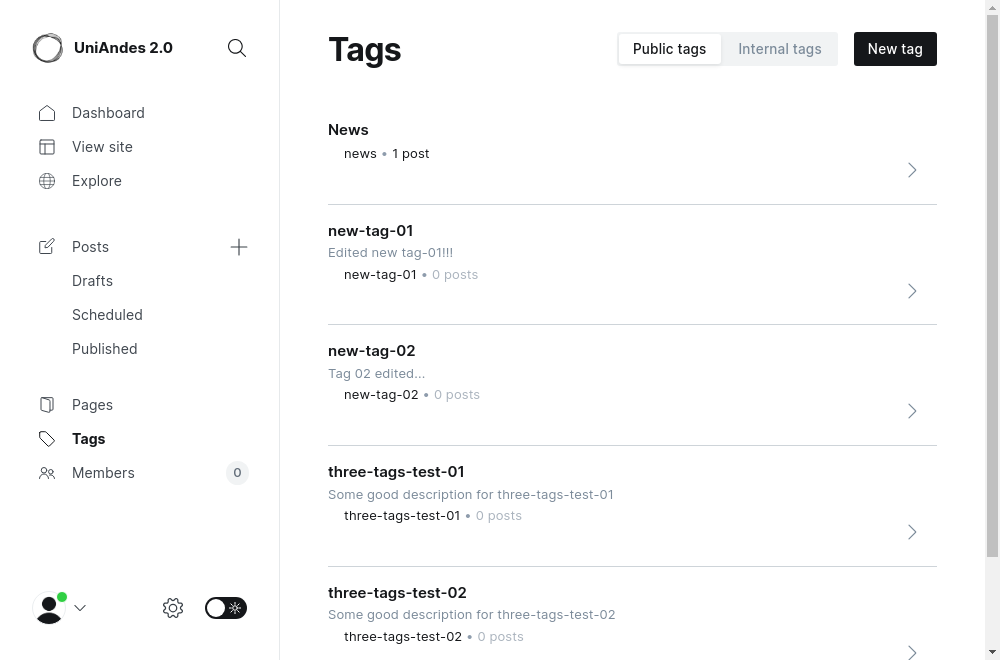 UniAndes 2.0
Dashboard
View site
Explore
Posts
Drafts
Scheduled
Published
Pages
Tags
Members
0
Tags
Public tags
Internal tags
New tag
News
news • 1 post
new-tag-01
Edited new tag-01!!!
new-tag-01 • 0 posts
new-tag-02
Tag 02 edited...
new-tag-02 • 0 posts
three-tags-test-01
Some good description for three-tags-test-01
three-tags-test-01 • 0 posts
three-tags-test-02
Some good description for three-tags-test-02
three-tags-test-02 • 0 posts